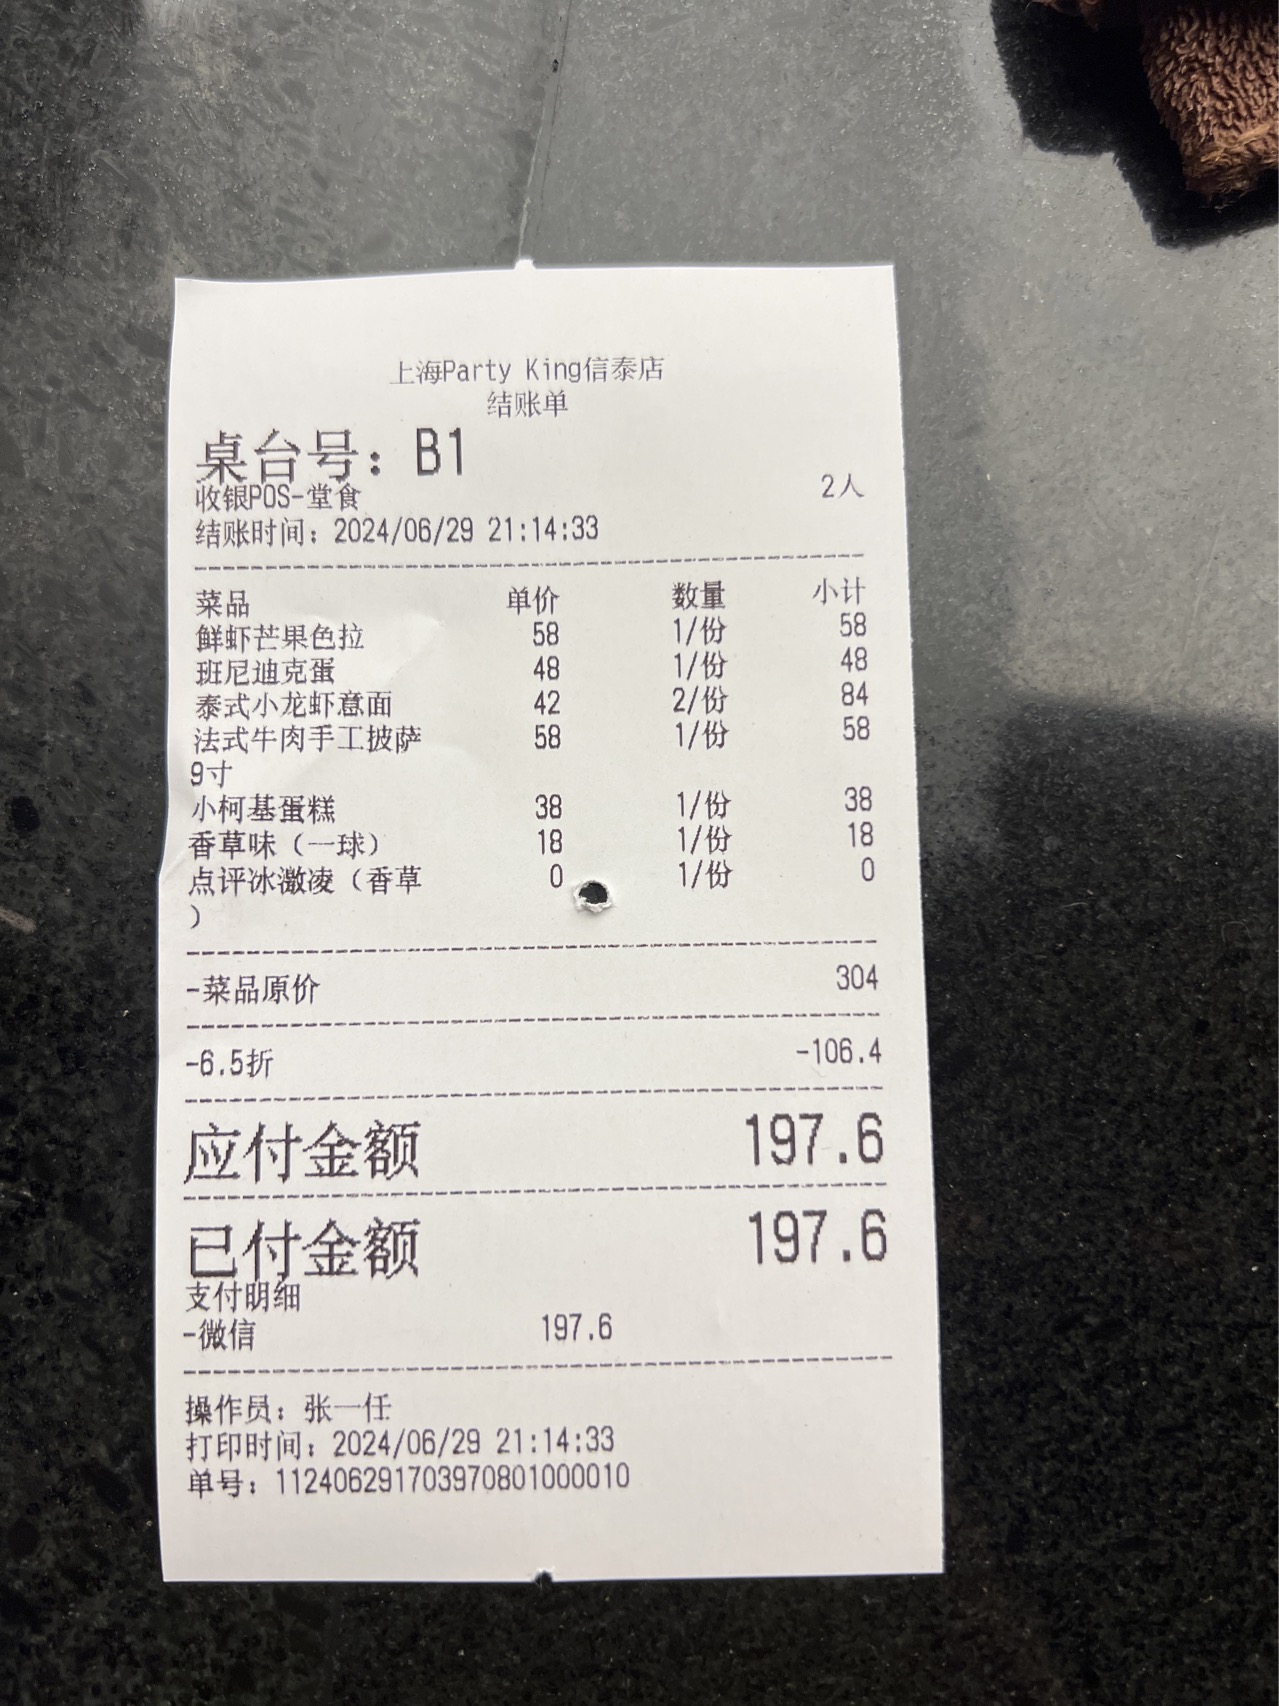 上海Party King信泰店
结账单
桌台号：B1
收银POS-堂食 2人
结账时间：2024/06/29 21:14:33
菜品 单价 数量 小计
鲜虾芒果色拉 58 1/份 58
班尼迪克蛋 48 1/份 48
泰式小龙虾意面 42 2/份 84
法式牛肉手工披萨 58 1/份 58
9寸
小柯基蛋糕 38 1/份 38
香草味（一球） 18 1/份 18
点评冰激凌（香草 0 1/份 0
）
-菜品原价 304
-6.5折 -106.4
应付金额 197.6
已付金额 197.6
支付明细
-微信 197.6
操作员：张一任
打印时间：2024/06/29 21:14:33
单号：112406291703970801000010